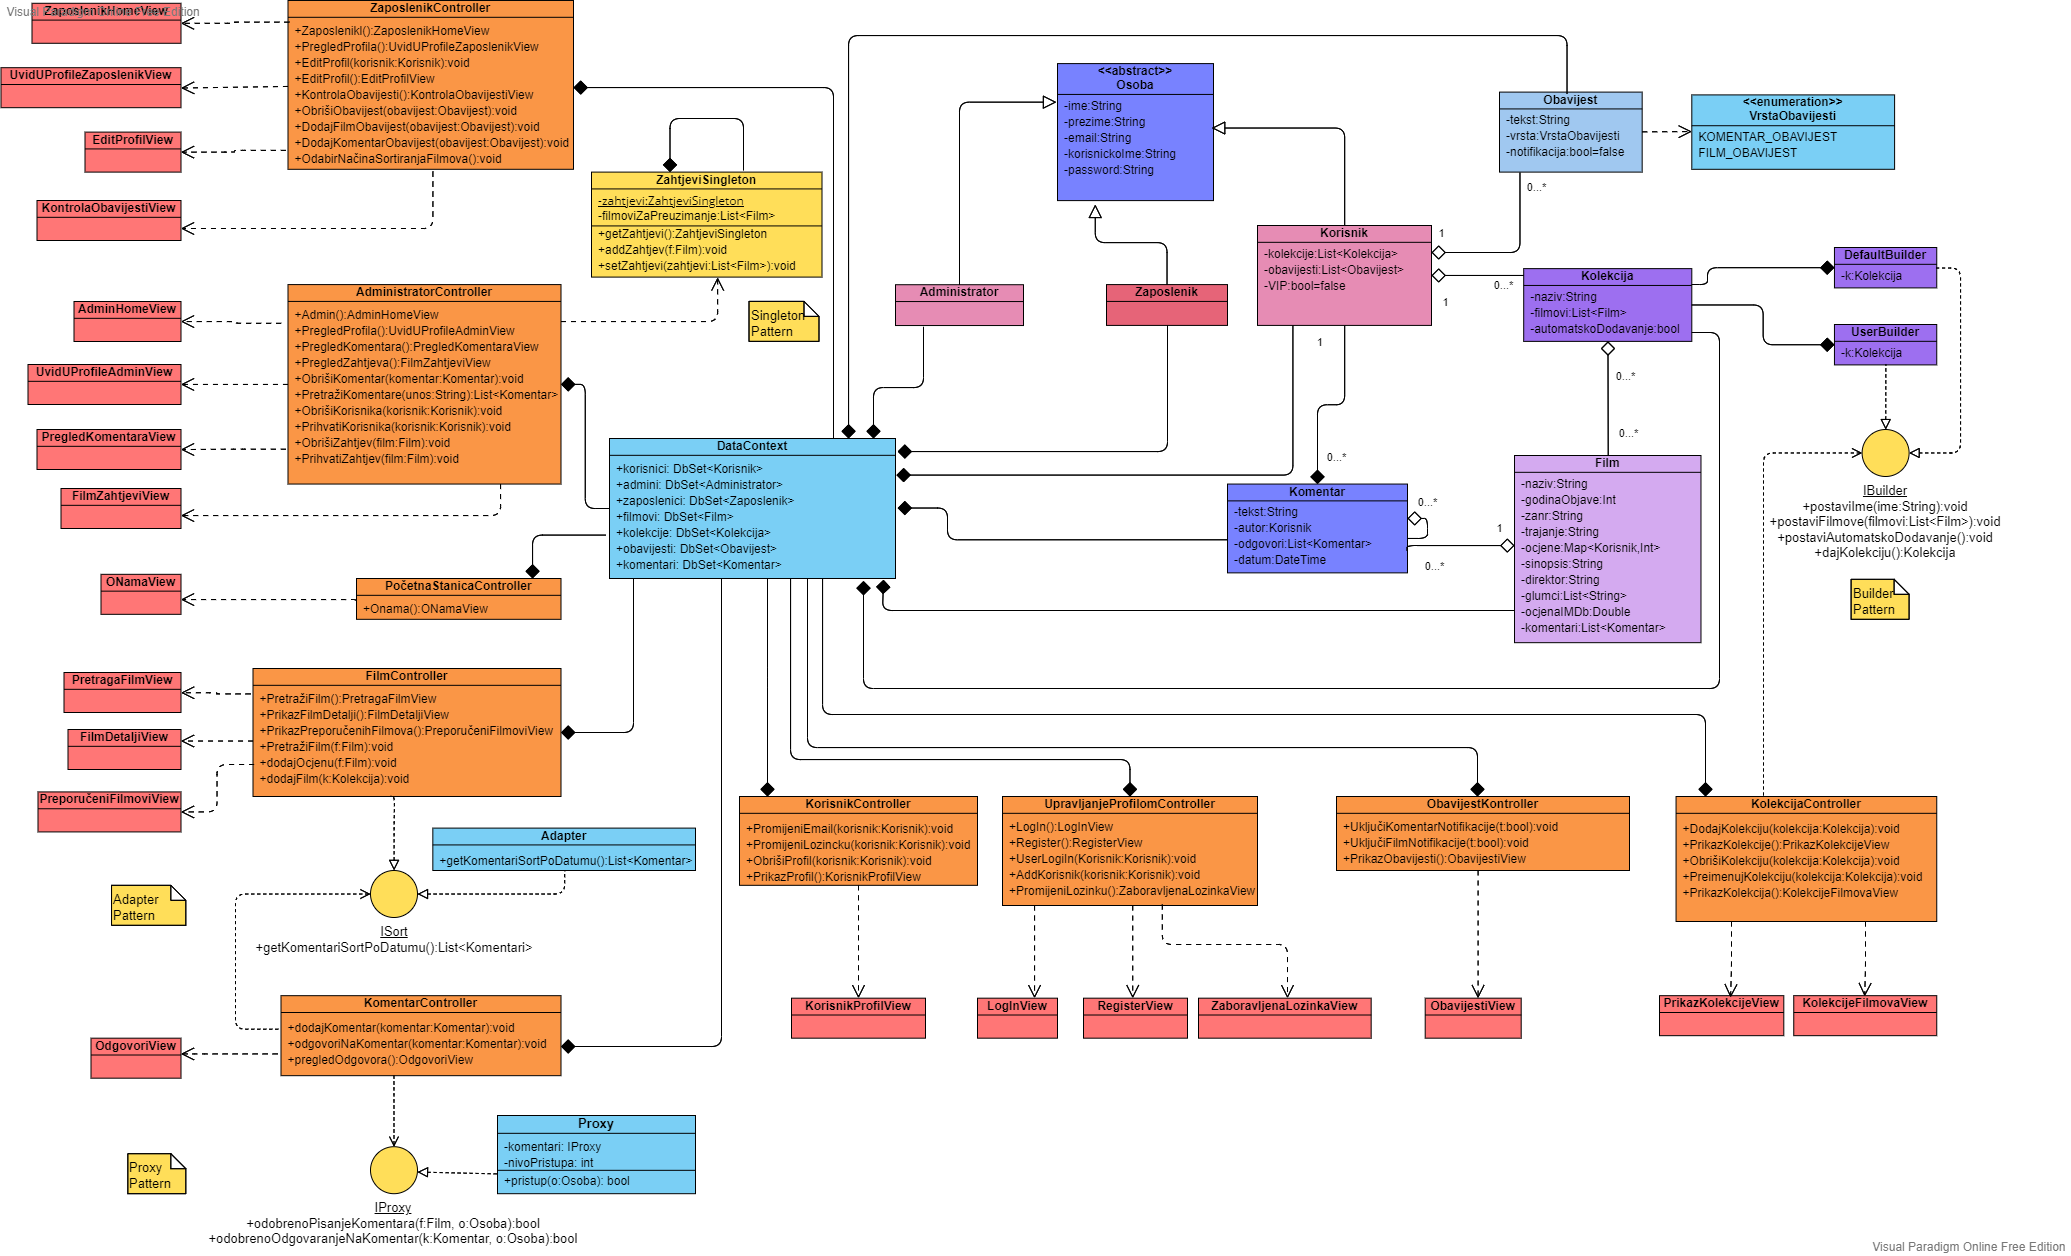 Visual Paradigm Online Free Edition
ZaposlenikHomeView
UvidUProfileZaposlenikView
EditProfilView
KontrolaObavijestiView
ZaposlenikController
+ZaposlenikI():ZaposlenikHomeView
+PregledProfila():UvidUProfileZaposlenikView
+EditProfil(korisnik:Korisnik):void
+EditProfil():EditProfilView
+KontrolaObavijesti():KontrolaObavijestiView
+ObrišiObavijest(obavijest:Obavijest):void
+DodajFilmObavijest(obavijest:Obavijest):void
+DodajKomentarObavijest(obavijest:Obavijest):void
+OdabirNačinaSortiranjaFilmova():void
ZahtjeviSingleton
-zahtjevi:ZahtjeviSingleton
-filmoviZaPreuzimanje:List<Film>
+getZahtjevi():ZahtjeviSingleton
+addZahtjev(f:Film):void
+setZahtjevi(zahtjevi:List<Film>):void
Singleton
Pattern
<<abstract>>
Osoba
-ime:String
-prezime:String
-email:String
-korisnickoIme:String
-password:String
Obavijest
-tekst:String
-vrsta:VrstaObavijesti
-notifikacija:bool=false
<<enumeration>>
VrstaObavijesti
KOMENTAR_OBAVIJEST
FILM_OBAVIJEST
0...*
1
Korisnik
-kolekcije:List<Kolekcija>
-obavijesti:List<Obavijest>
-VIP:bool=false
0...*
1
1
0...*
Administrator
Zaposlenik
Kolekcija
-naziv:String
-filmovi:List<Film>
-automatskoDodavanje:bool
DefaultBuilder
-k:Kolekcija
UserBuilder
-k:Kolekcija
0...*
0...*
IBuilder
+postaviIme(ime:String):void
+postaviFilmove(filmovi:List<Film>):void
+postaviAutomatskoDodavanje():void
+dajKolekciju():Kolekcija
Builder
Pattern
AdminHomeView
UvidUProfileAdminView
PregledKomentaraView
FilmZahtjeviView
AdministratorController
+Admin():AdminHomeView
+PregledProfila():UvidUProfileAdminView
+PregledKomentara():PregledKomentaraView
+PregledZahtjeva():FilmZahtjeviView
+ObrišiKomentar(komentar:Komentar):void
+PretražiKomentare(unos:String):List<Komentar>
+ObrišiKorisnika(korisnik:Korisnik):void
+PrihvatiKorisnika(korisnik:Korisnik):void
+ObrišiZahtjev(film:Film):void
+PrihvatiZahtjev(film:Film):void
DataContext
+korisnici: DbSet<Korisnik>
+admini: DbSet<Administrator>
+zaposlenici: DbSet<Zaposlenik>
+filmovi: DbSet<Film>
+kolekcije: DbSet<Kolekcija>
+obavijesti: DbSet<Obavijest>
+komentari: DbSet<Komentar>
Komentar
-tekst:String
-autor:Korisnik
-odgovori:List<Komentar>
-datum:DateTime
0...*
1
0...*
Film
-naziv:String
-godinaObjave:Int
-zanr:String
-trajanje:String
-ocjene:Map<Korisnik,Int>
-sinopsis:String
-direktor:String
-glumci:List<String>
-ocjenaIMDb:Double
-komentari:List<Komentar>
ONamaView
PočetnaStanicaController
+Onama():ONamaView
PretragaFilmView
FilmDetaljiView
PreporučeniFilmoviView
FilmController
+PretražiFilm():PretragaFilmView
+PrikazFilmDetalji():FilmDetaljiView
+PrikazPreporučenihFilmova():PreporučeniFilmoviView
+PretražiFilm(f:Film):void
+dodajOcjenu(f:Film):void
+dodajFilm(k:Kolekcija):void
Adapter
+getKomentariSortPoDatumu():List<Komentar>
Adapter
Pattern
ISort
+getKomentariSortPoDatumu():List<Komentari>
KorisnikController
+PromijeniEmail(korisnik:Korisnik):void
+PromijeniLozincku(korisnik:Korisnik):void
+ObrišiProfil(korisnik:Korisnik):void
+PrikazProfil():KorisnikProfilView
UpravljanjeProfilomController
+LogIn():LogInView
+Register():RegisterView
+UserLogiIn(Korisnik:Korisnik):void
+AddKorisnik(korisnik:Korisnik):void
+PromijeniLozinku():ZaboravljenaLozinkaView
ObavijestKontroller
+UključiKomentarNotifikacije(t:bool):void
+UključiFilmNotifikacije(t:bool):void
+PrikazObavijesti():ObavijestiView
KolekcijaController
+DodajKolekciju(kolekcija:Kolekcija):void
+PrikazKolekcije():PrikazKolekcijeView
+ObrišiKolekciju(kolekcija:Kolekcija):void
+PreimenujKolekciju(kolekcija:Kolekcija):void
+PrikazKolekcija():KolekcijeFilmovaView
KorisnikProfilView
LogInView
RegisterView
ZaboravljenaLozinkaView
ObavijestiView
PrikazKolekcijeView
KolekcijeFilmovaView
OdgovoriView
KomentarController
+dodajKomentar(komentar:Komentar):void
+odgovoriNaKomentar(komentar:Komentar):void
+pregledOdgovora():OdgovoriView
Proxy
-komentari: IProxy
-nivoPristupa: int
+pristup(o:Osoba): bool
Proxy
Pattern
IProxy
+odobrenoPisanjeKomentara(f:Film, o:Osoba):bool
+odobrenoOdgovaranjeNaKomentar(k:Komentar, o:Osoba):bool
Visual Paradigm Online Free Edition